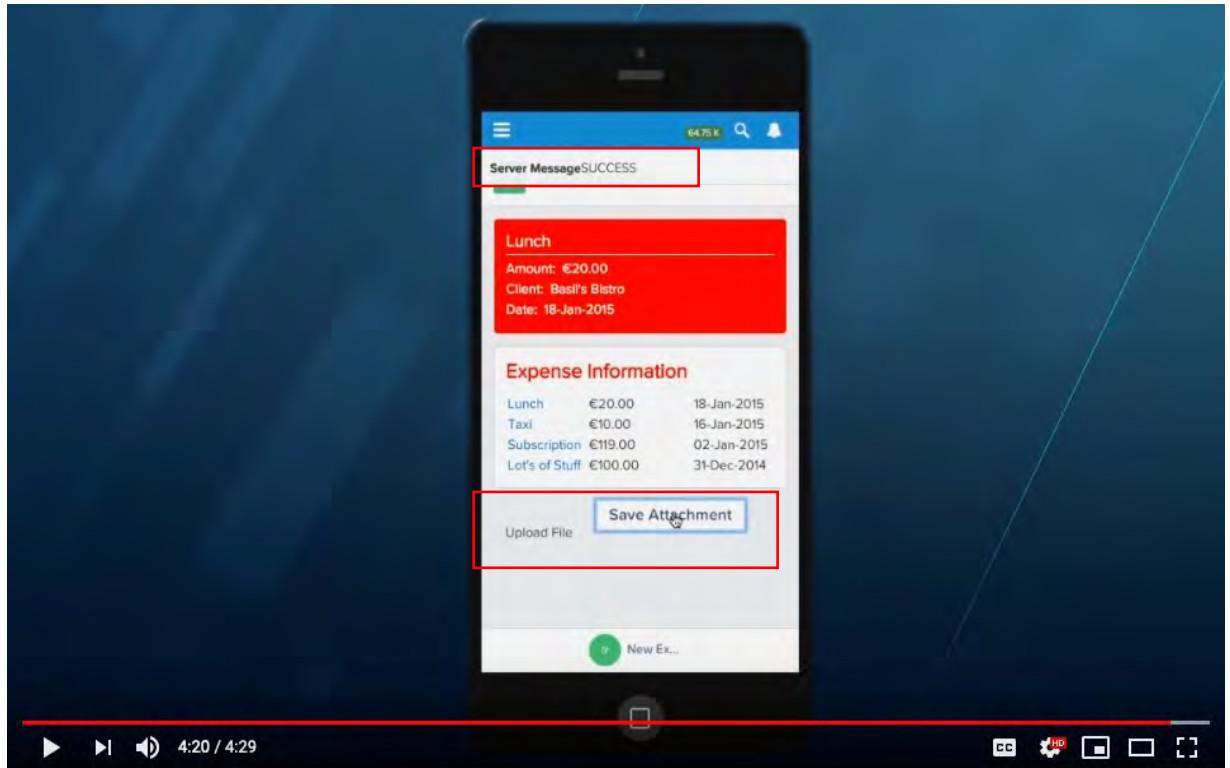 64.75 K
Server MessageSUCCESS
Lunch
Amount: €20.00
Client: Basil's Bistro
Date: 18-Jan-2015
Expense Information
Lunch €20.00 18-Jan-2015
Taxi €10.00 16-Jan-2015
Subscription €119.00 02-Jan-2015
Lot's of Stuff €100.00 31-Dec-2014
Save Attachment
Upload File
New Ex...
4:20 / 4:29
CC
HD